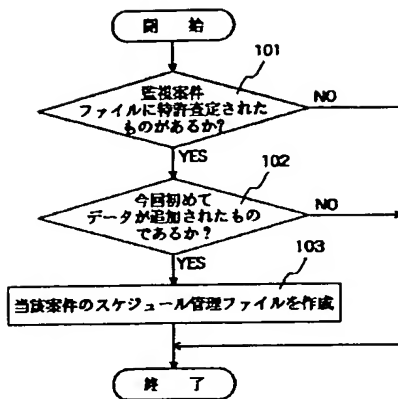 開 始
101
監視案件
ファイルに特許査定された
ものがあるか?
NO
YES
102
今回初めて
データが追加されたもの
であるか?
NO
YES
103
当該案件のスケジュール管理ファイルを作成
終 了